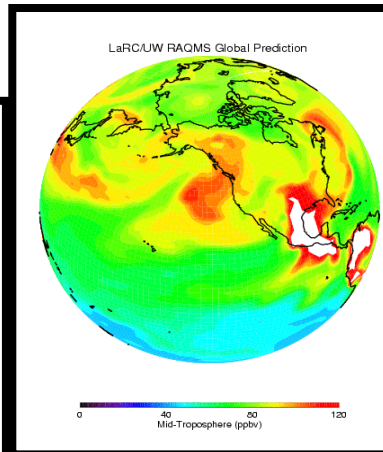 LaRC/UW RAQMS Global Prediction
0 40 80 120
Mid-Troposphere (ppbv)